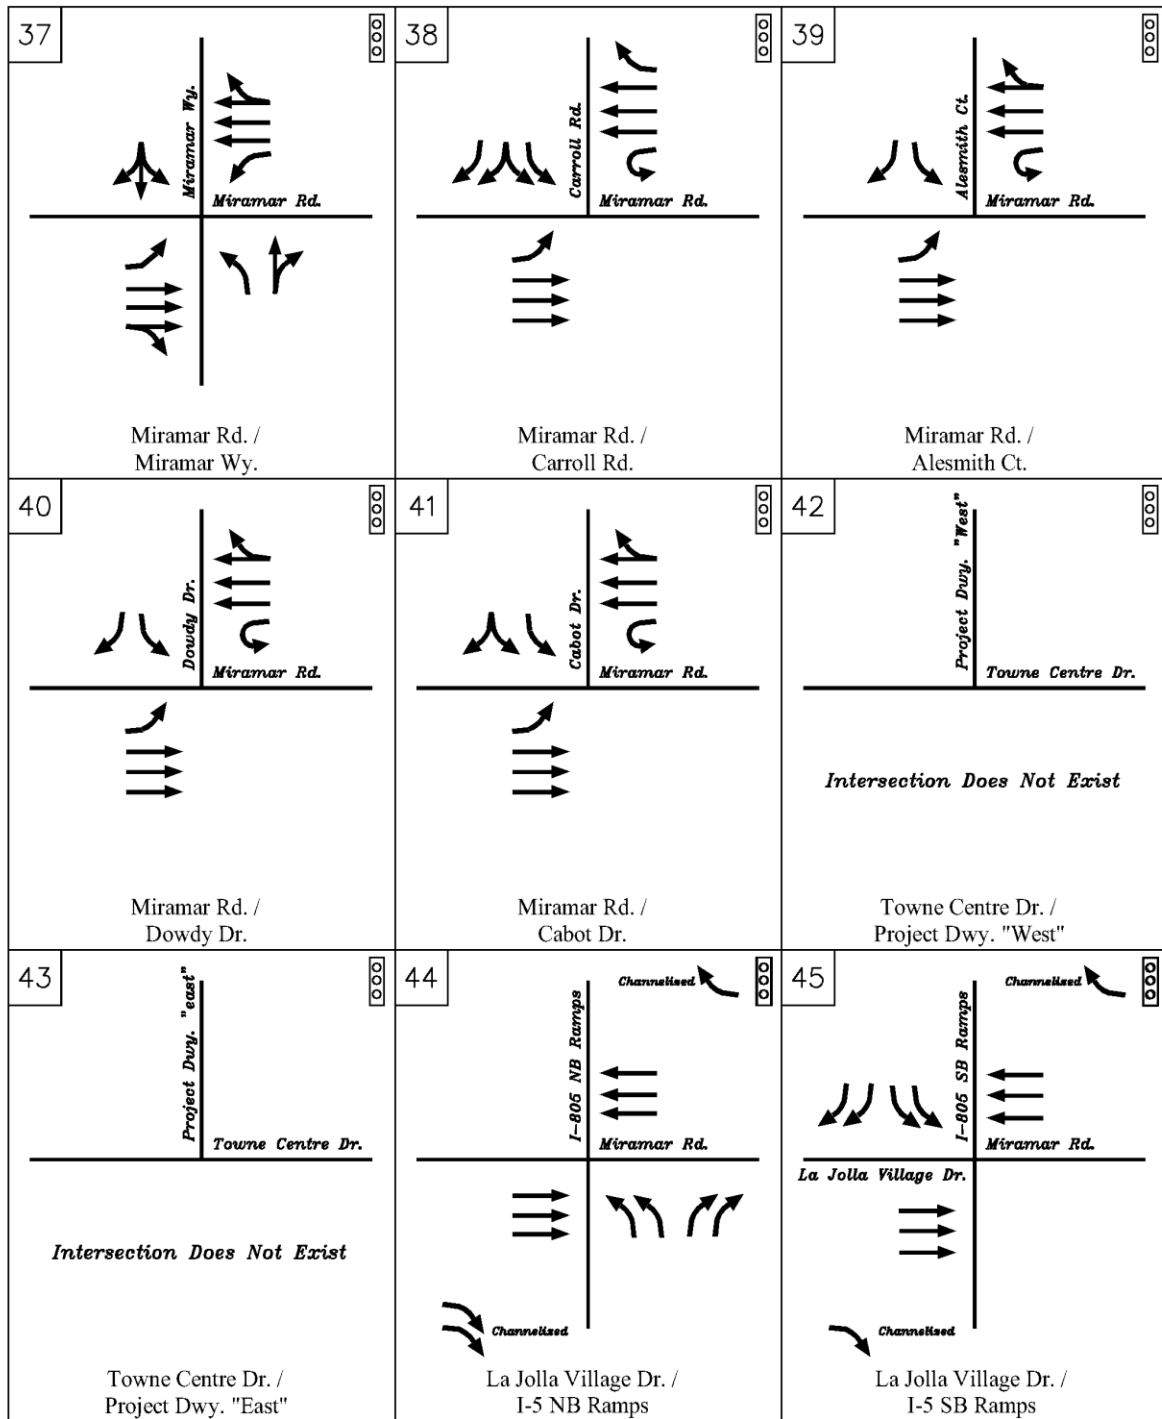 37
Miramar Wy.
Miramar Rd.
Miramar Rd. /
Miramar Wy.
38
Carroll Rd.
Miramar Rd.
Miramar Rd. /
Carroll Rd.
39
Alesmith Ct.
Miramar Rd.
Miramar Rd. /
Alesmith Ct.
40
Dowdy Dr.
Miramar Rd.
Miramar Rd. /
Dowdy Dr.
41
Cabot Dr.
Miramar Rd.
Miramar Rd. /
Cabot Dr.
42
Project Dwy. "West"
Towne Centre Dr.
Intersection Does Not Exist
Towne Centre Dr. /
Project Dwy. "West"
43
Project Dwy. "east"
Towne Centre Dr.
Intersection Does Not Exist
Towne Centre Dr. /
Project Dwy. "East"
44
Channelized
I-805 NB Ramps
Miramar Rd.
Channelized
La Jolla Village Dr. /
I-5 NB Ramps
45
Channelized
I-805 SB Ramps
Miramar Rd.
La Jolla Village Dr.
Channelized
La Jolla Village Dr. /
I-5 SB Ramps